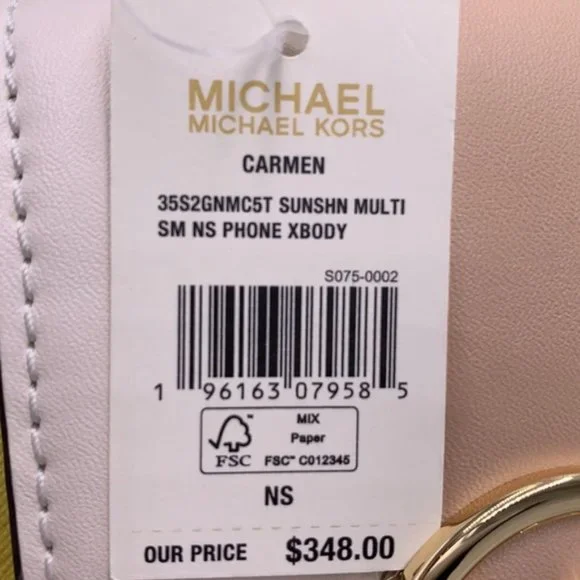 MICHAEL
MICHAEL KORS
CARMEN
35S2GNMC5T SUNSHN MULTI
SM NS PHONE XBODY
S075-0002
1 96163 07958 5
FSC™
MIX
Paper
FSC™ C012345
NS
OUR PRICE $348.00